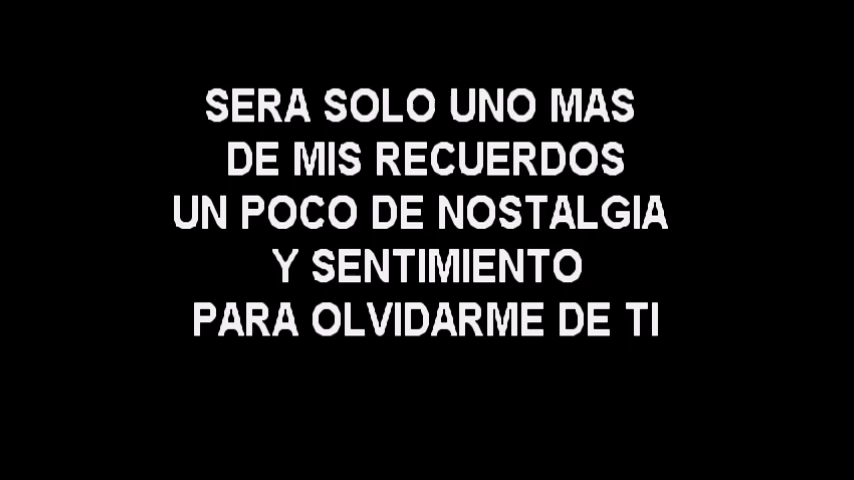 SERA SOLO UNO MAS
DE MIS RECUERDOS
UN POCO DE NOSTALGIA
Y SENTIMIENTO
PARA OLVIDARME DE TI